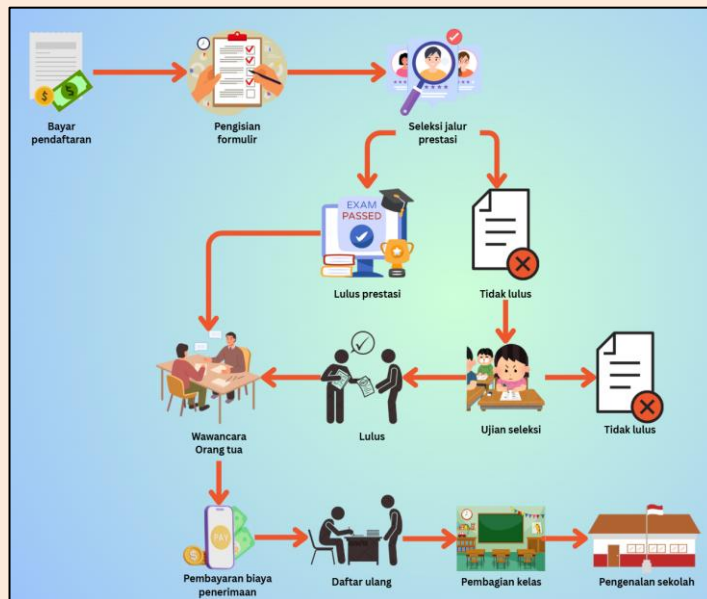 Bayar
pendaftaran
Pengisian
formulir
Seleksi jalur
prestasi
EXAM
PASSED
Lulus prestasi
Tidak lulus
Wawancara
Orang tua
Lulus
Ujian seleksi
Tidak lulus
PAY
Pembayaran biaya
penerimaan
Daftar ulang
Pembagian kelas
Pengenalan sekolah